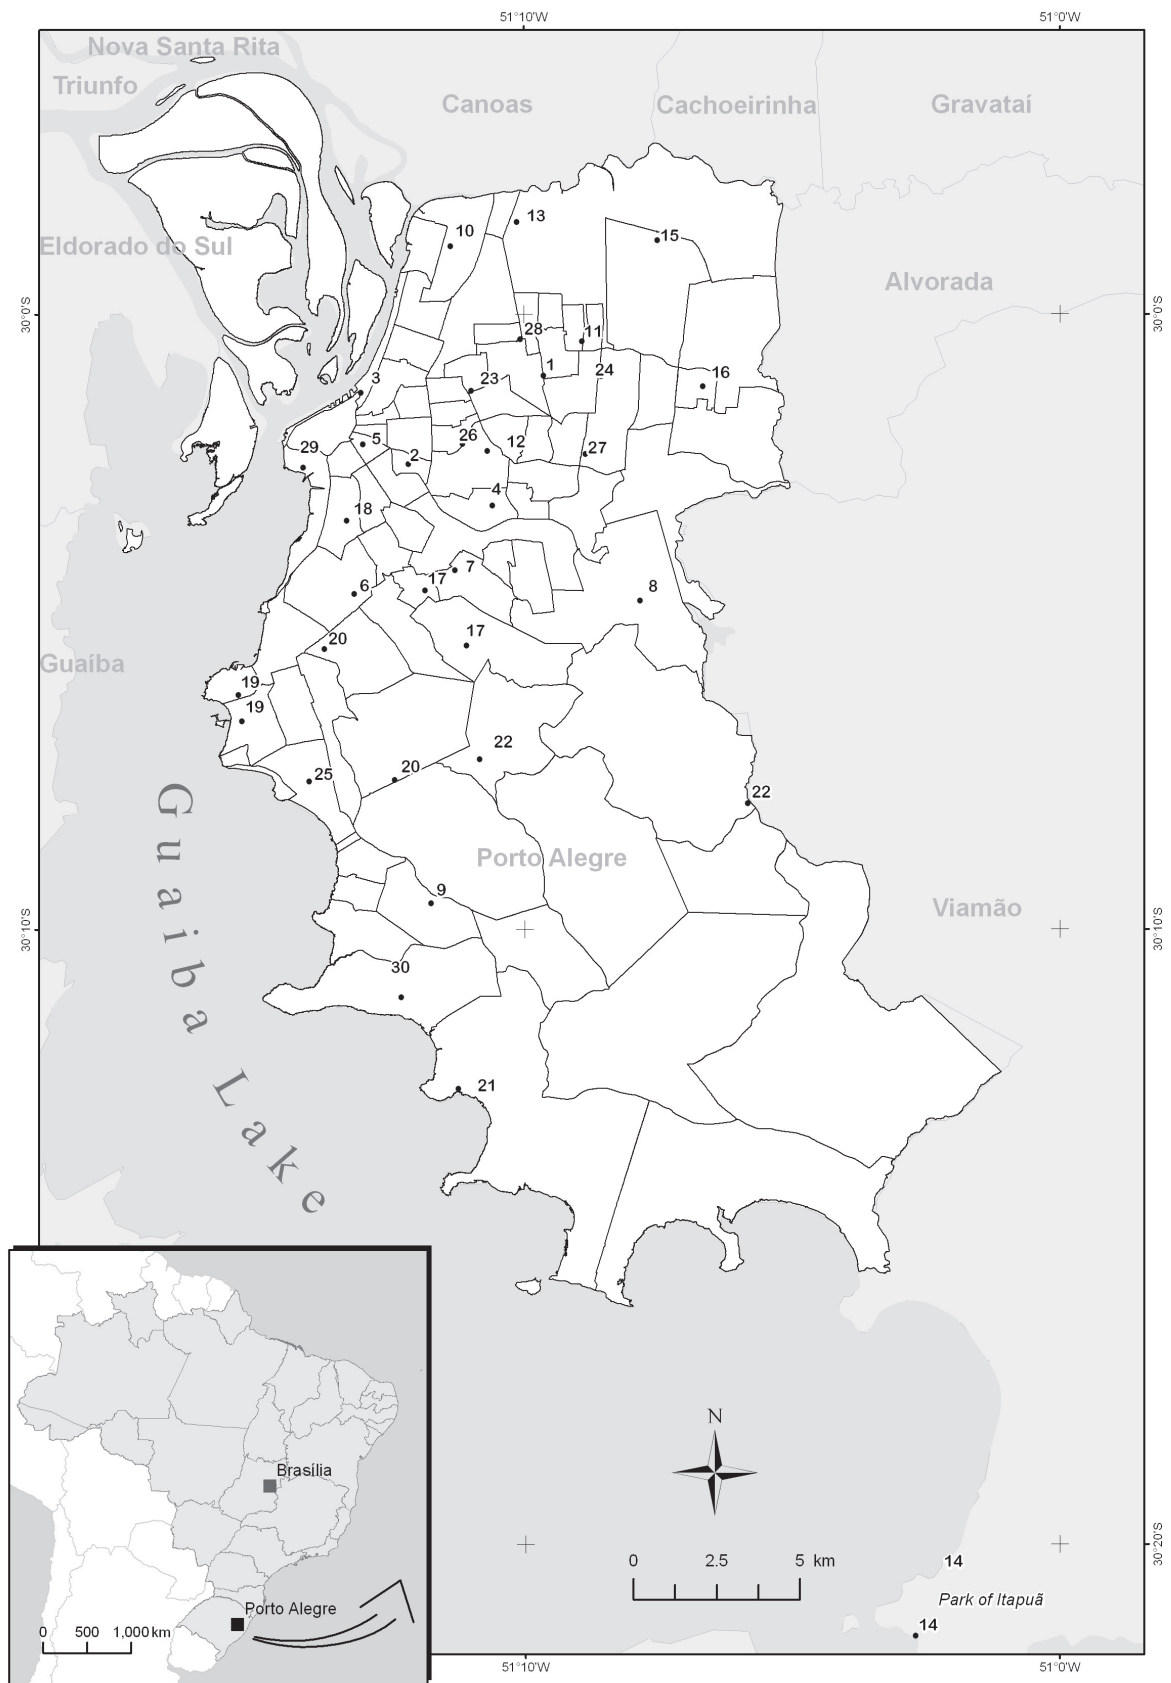 51°10'W
51°0'W
Nova Santa Rita
Triunfo
Canoas
Cachoeirinha
Gravataí
13
10
15
Eldorado do Sul
Alvorada
30°0'S
30°0'S
28
11
1
24
3
23
16
5
26
12
29
2
27
4
18
7
6
17
8
17
20
Guaíba
19
19
22
25
20
22
Porto Alegre
9
Viamão
30°10'S
30°10'S
30
21
Guaiba Lake
N
Brasília
0 2.5 5 km
14
30°20'S
Park of Itapuã
Porto Alegre
14
0 500 1,000 km
51°10'W
51°0'W